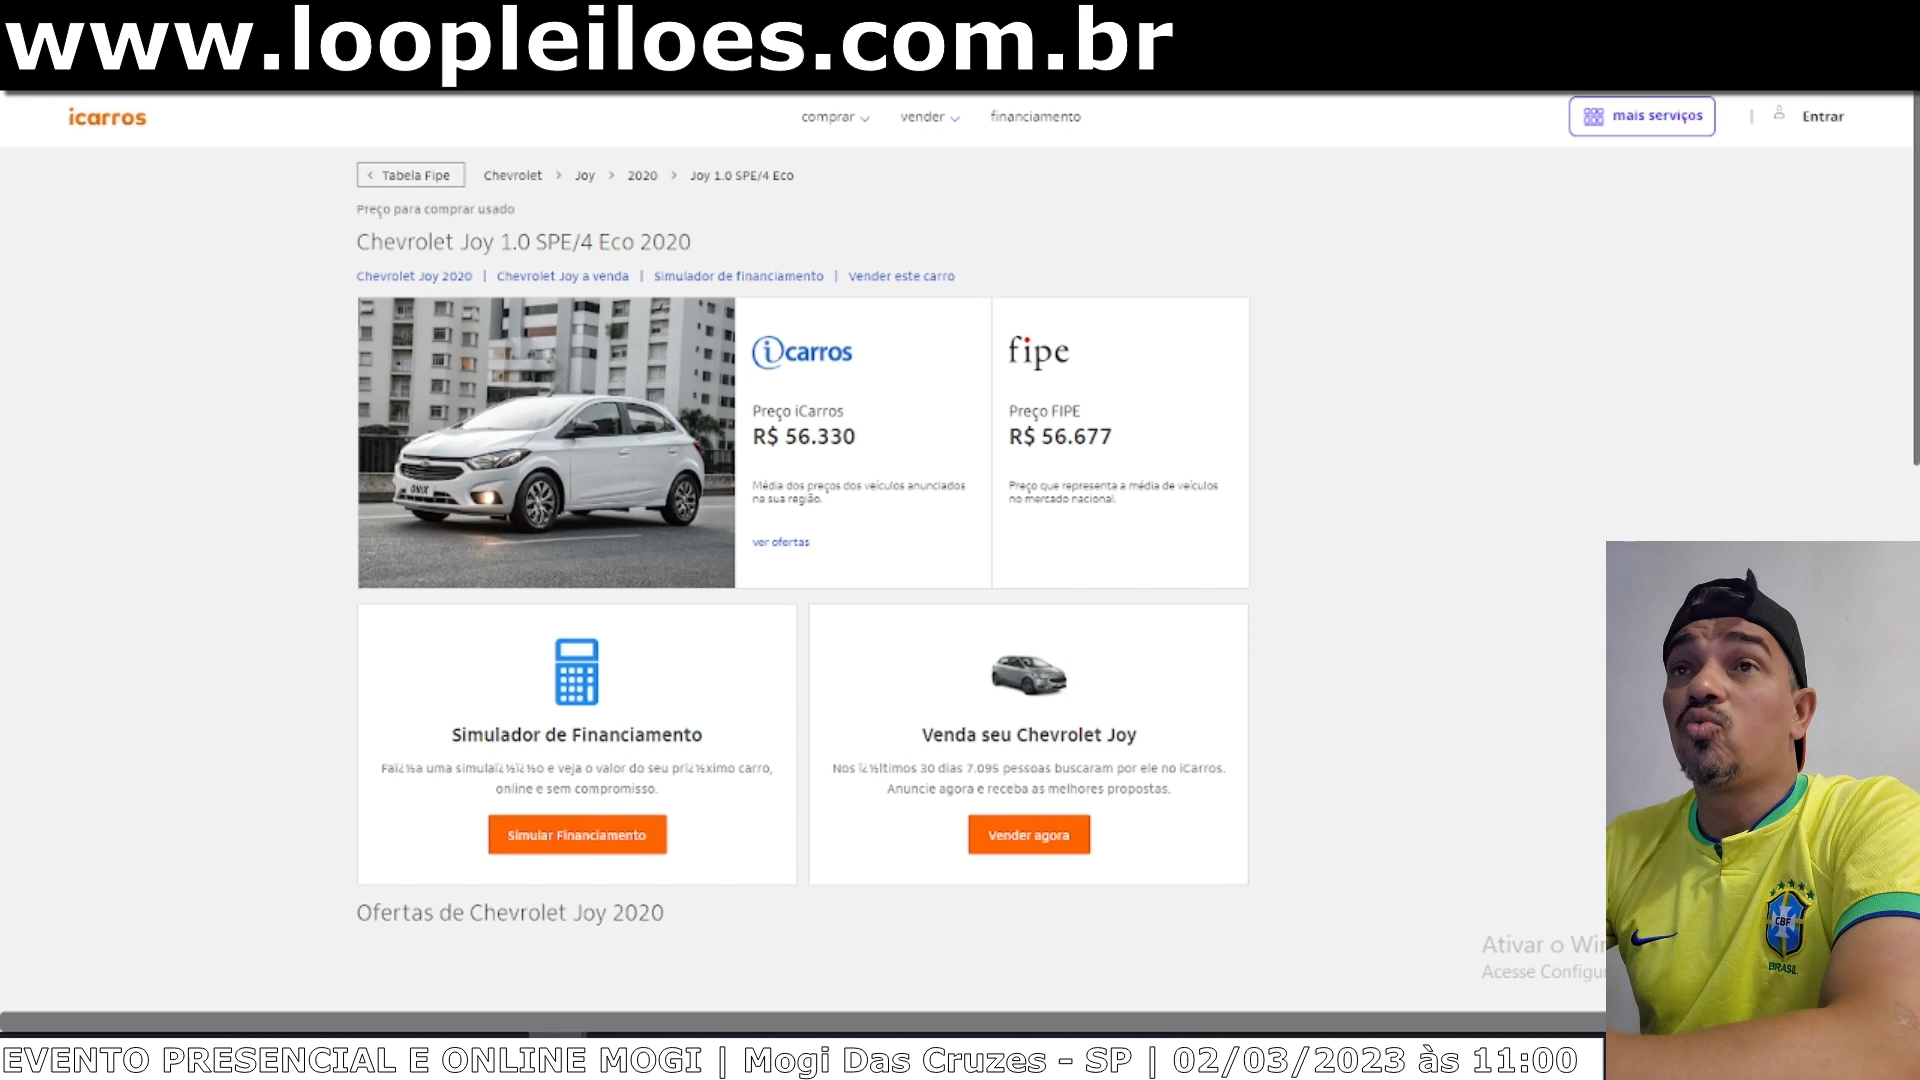 www.loopleiloes.com.br
icarros
comprar vender financiamento
mais serviços | Entrar
< Tabela Fipe Chevrolet > Joy > 2020 > Joy 1.0 SPE/4 Eco
Preço para comprar usado
Chevrolet Joy 1.0 SPE/4 Eco 2020
Chevrolet Joy 2020 | Chevrolet Joy a venda | Simulador de financiamento | Vender este carro
ONIX
icarros
Preço iCarros
R$ 56.330
Média dos preços dos veículos anunciados
na sua região.
ver ofertas
fipe
Preço FIPE
R$ 56.677
Preço que representa a média de veículos
no mercado nacional.
Simulador de Financiamento
Faï¿½a uma simulaï¿½ï¿½o e veja o valor do seu prï¿½ximo carro,
online e sem compromisso.
Simular Financiamento
Venda seu Chevrolet Joy
Nos ï¿½ltimos 30 dias 7.095 pessoas buscaram por ele no iCarros.
Anuncie agora e receba as melhores propostas.
Vender agora
Ofertas de Chevrolet Joy 2020
Ativar o Wi
Acesse Configu
CBF
BRASIL
EVENTO PRESENCIAL E ONLINE MOGI | Mogi Das Cruzes - SP | 02/03/2023 às 11:00